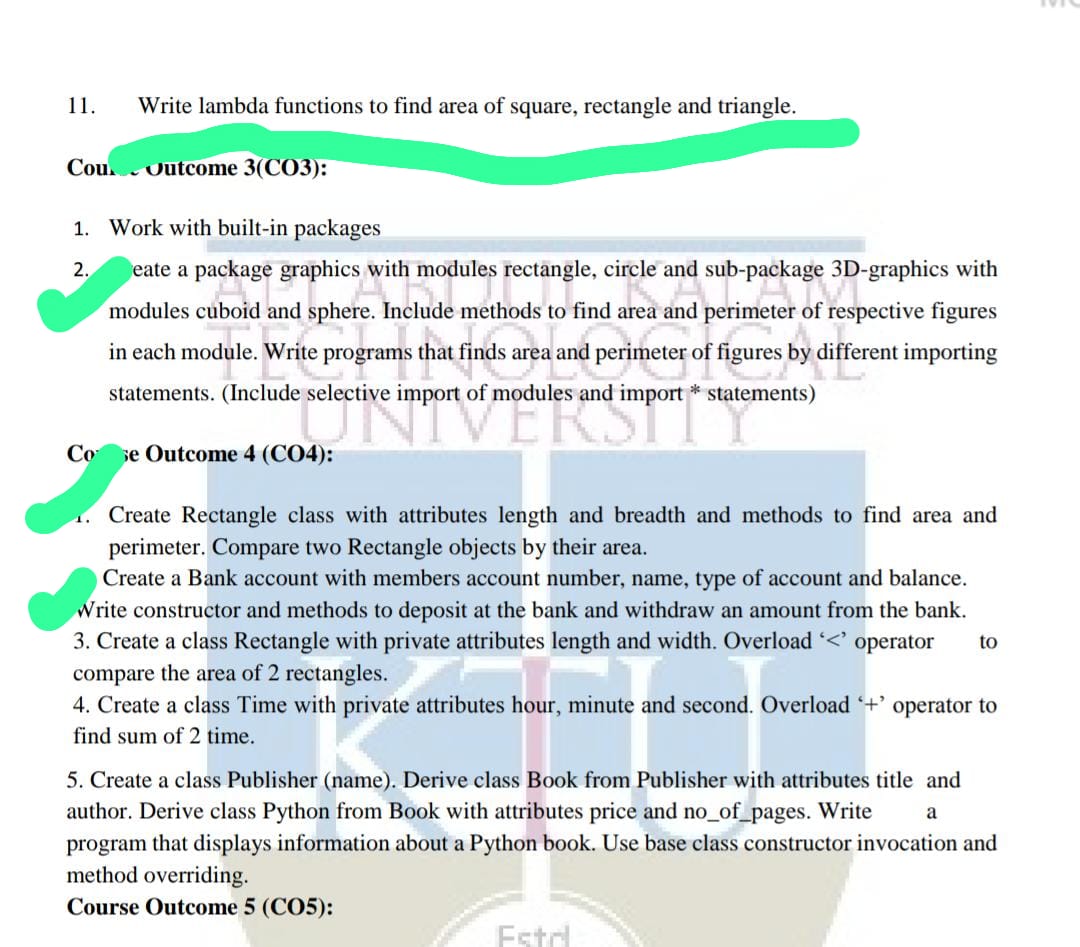 11. Write lambda functions to find area of square, rectangle and triangle.
Outcome 3(CO3):
1. Work with built-in packages
2. eate a package graphics with modules rectangle, circle and sub-package 3D-graphics with
modules cuboid and sphere. Include methods to find area and perimeter of respective figures
in each module. Write programs that finds area and perimeter of figures by different importing
statements. (Include selective import of modules and import * statements)
APJ ABDUL KALAM
TECHNOLOGICAL
UNIVERSITY
Co se Outcome 4 (CO4):
1. Create Rectangle class with attributes length and breadth and methods to find area and
perimeter. Compare two Rectangle objects by their area.
Create a Bank account with members account number, name, type of account and balance.
Write constructor and methods to deposit at the bank and withdraw an amount from the bank.
3. Create a class Rectangle with private attributes length and width. Overload ‘<’ operator to
compare the area of 2 rectangles.
4. Create a class Time with private attributes hour, minute and second. Overload ‘+’ operator to
find sum of 2 time.
KTU
5. Create a class Publisher (name). Derive class Book from Publisher with attributes title and
author. Derive class Python from Book with attributes price and no_of_pages. Write a
program that displays information about a Python book. Use base class constructor invocation and
method overriding.
Course Outcome 5 (CO5):
Estd